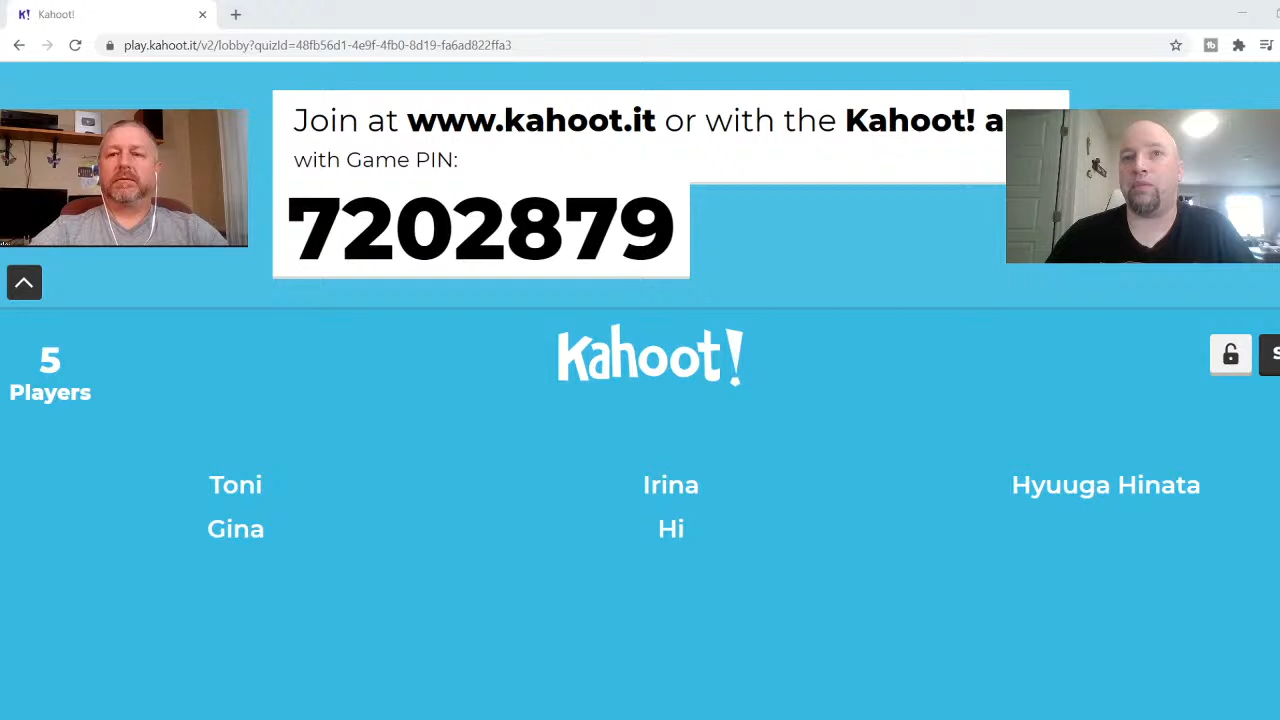 Kahoot!
play.kahoot.it/v2/lobby?quizId=48fb56d1-4e9f-4fb0-8d19-fa6ad822ffa3
Join at www.kahoot.it or with the Kahoot! a
with Game PIN:
7202879
5
Players
Kahoot!
S
Toni
Irina
Hyuuga Hinata
Gina
Hi